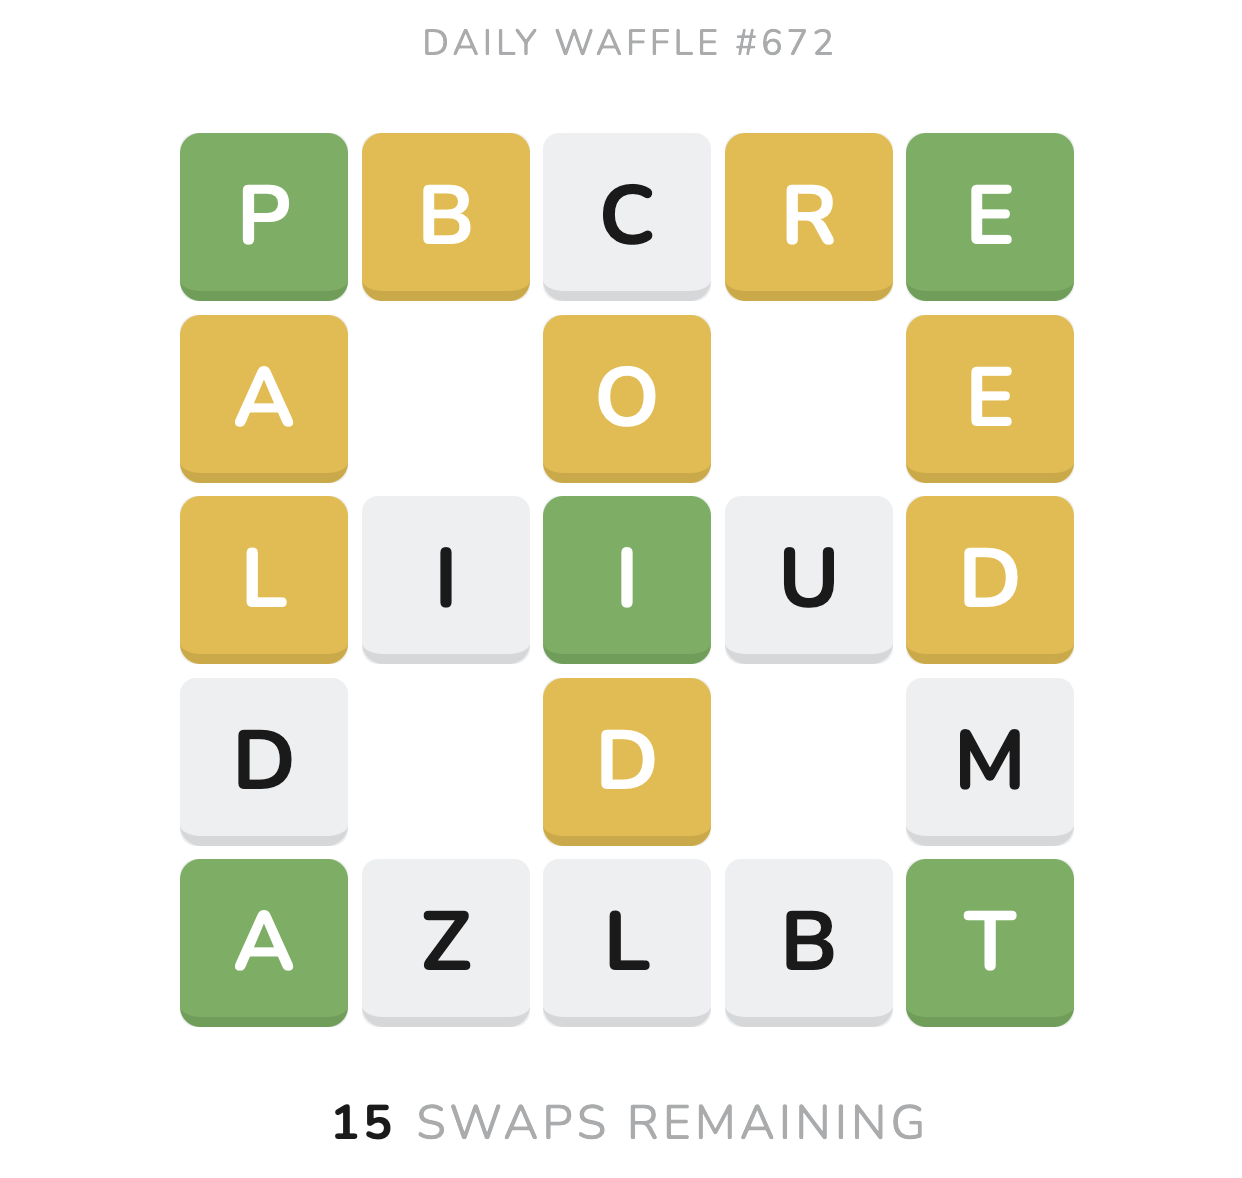 DAILY WAFFLE #672
P B C R E
A O E
L I I U D
D D M
A Z L B T
15 SWAPS REMAINING